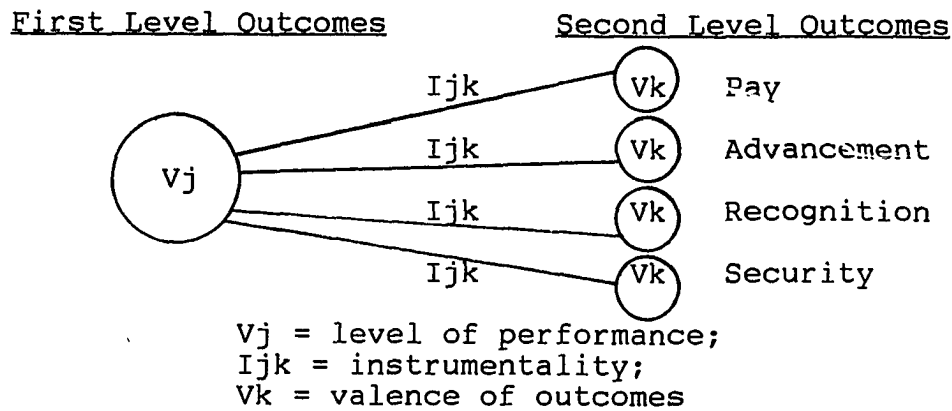 First Level Outcomes Second Level Outcomes
Ijk Vk Pay
Ijk Vk Advancement
Vj
Ijk Vk Recognition
Ijk Vk Security
Vj = level of performance;
Ijk = instrumentality;
Vk = valence of outcomes